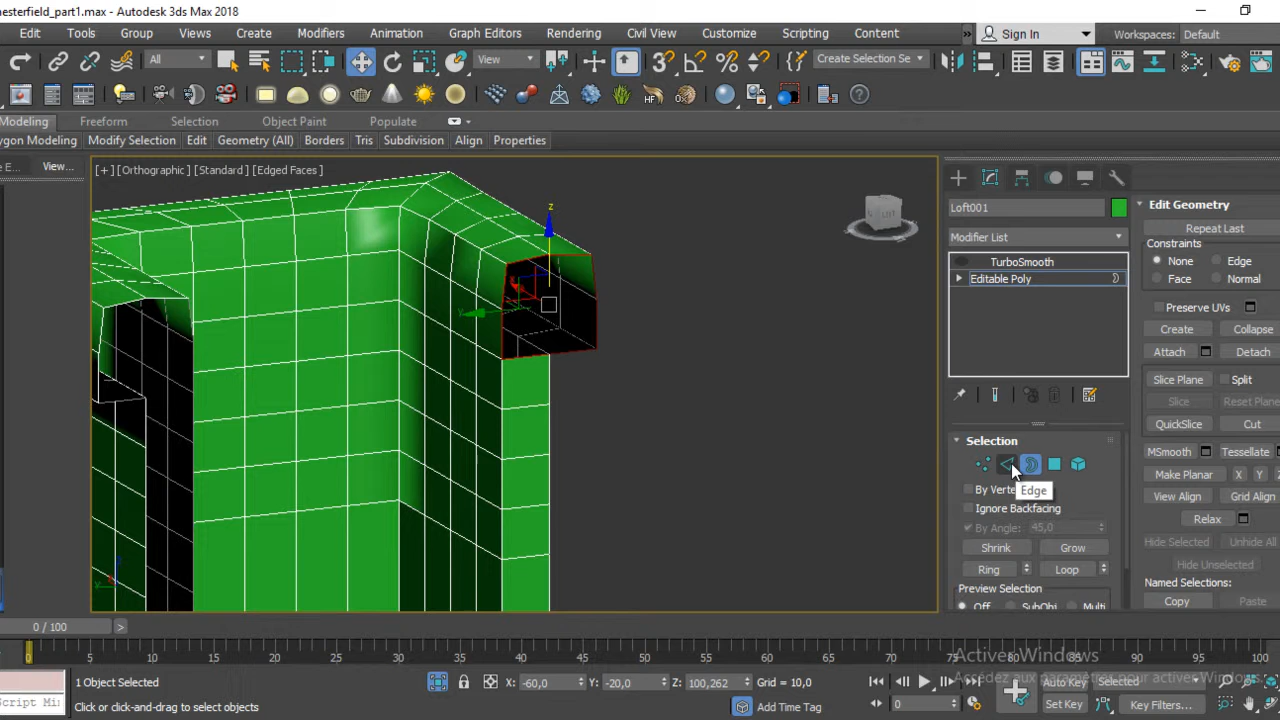 hesterfield_part1.max - Autodesk 3ds Max 2018
Edit Tools Group Views Create Modifiers Animation Graph Editors Rendering Civil View Customize Scripting Content » Sign In Workspaces: Default
All View Create Selection Se
Modeling Freeform Selection Object Paint Populate
olygon Modeling Modify Selection Edit Geometry (All) Borders Tris Subdivision Loops Align Properties
e E... View...
[+] [Orthographic] [Standard] [Edged Faces]
Loft001
Modifier List
TurboSmooth
Editable Poly
Selection
Edge
By Verte
Ignore Backfacing
By Angle: 45,0
Shrink Grow
Ring Loop
Preview Selection
Off SubObj Multi
Edit Geometry
Repeat Last
Constraints
None Edge
Face Normal
Preserve UVs
Create Collapse
Attach Detach
Slice Plane Split
Slice Reset Plane
QuickSlice Cut
MSmooth Tessellate
Make Planar X Y Z
View Align Grid Align
Relax
Hide Selected Unhide All
Hide Unselected
Named Selections:
Copy Paste
0 / 100 >
0 5 10 15 20 25 30 35 40 45 50 55 60 65 70 75 80 85 90 95 100
Activer Windows
Accédez aux paramètres
1 Object Selected X: -60,0 Y: -20,0 Z: 100,262 Grid = 10,0 Auto Key Selected
Script Min Click or click-and-drag to select objects Add Time Tag 0 Set Key Key Filters...